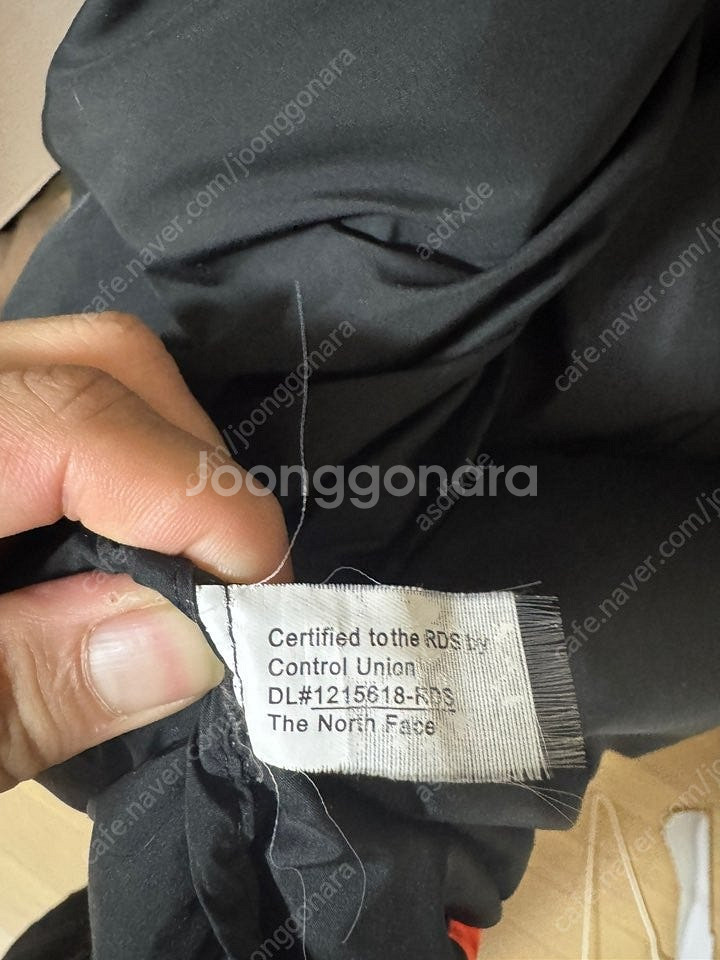 cafe.naver.com/joonggonara
asdfxde
Joonggonara
Certified to the RDS by
Control Union
DL#1215618-RDS
The North Face